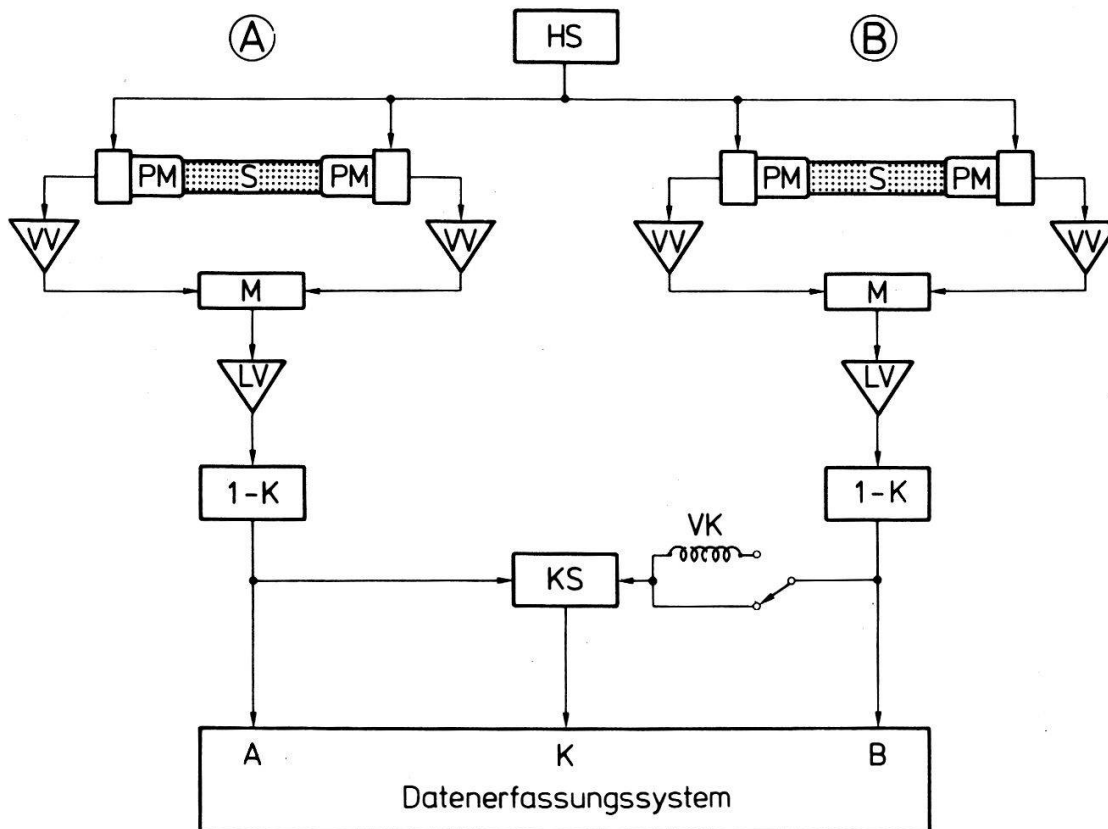 A HS B
PM S PM PM S PM
VV VV VV VV
M M
LV LV
1-K 1-K
VK
KS
A K B
Datenerfassungssystem